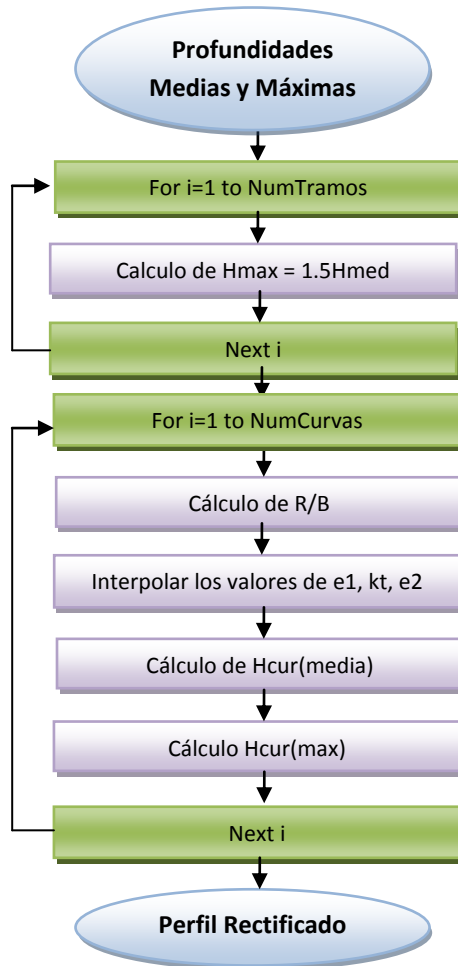 Profundidades
Medias y Máximas
For i=1 to NumTramos
Calculo de Hmax = 1.5Hmed
Next i
For i=1 to NumCurvas
Cálculo de R/B
Interpolar los valores de e1, kt, e2
Cálculo de Hcur(media)
Cálculo Hcur(max)
Next i
Perfil Rectificado